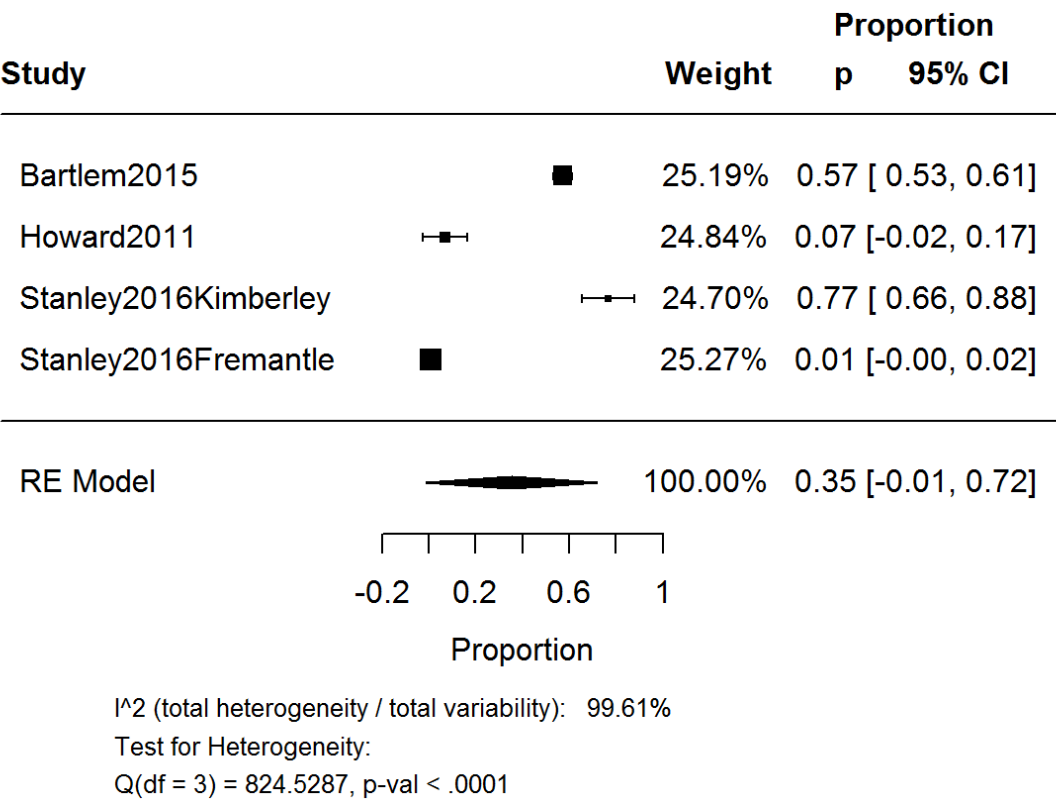 Proportion
Study Weight p 95% CI
Bartlem2015 25.19% 0.57 [ 0.53, 0.61]
Howard2011 24.84% 0.07 [-0.02, 0.17]
Stanley2016Kimberley 24.70% 0.77 [ 0.66, 0.88]
Stanley2016Fremantle 25.27% 0.01 [-0.00, 0.02]
RE Model 100.00% 0.35 [-0.01, 0.72]
-0.2 0.2 0.6 1
Proportion
I^2 (total heterogeneity / total variability): 99.61%
Test for Heterogeneity:
Q(df = 3) = 824.5287, p-val < .0001